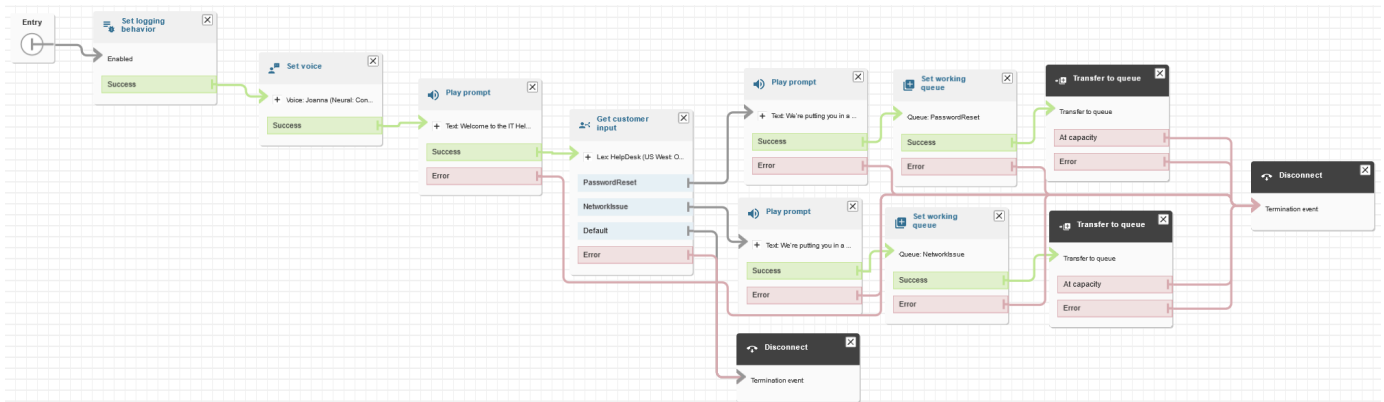 Entry
Set logging
behavior
Enabled
Success
Set voice
Voice: Joanna (Neural: Con...
Success
Play prompt
Text: Welcome to the IT Hel...
Success
Error
Get customer
input
Lex: HelpDesk (US West: O...
PasswordReset
NetworkIssue
Default
Error
Play prompt
Text: We're putting you in a ...
Success
Error
Set working
queue
Queue: PasswordReset
Success
Error
Transfer to queue
Transfer to queue
At capacity
Error
Play prompt
Text: We're putting you in a ...
Success
Error
Set working
queue
Queue: NetworkIssue
Success
Error
Transfer to queue
Transfer to queue
At capacity
Error
Disconnect
Termination event
Disconnect
Termination event